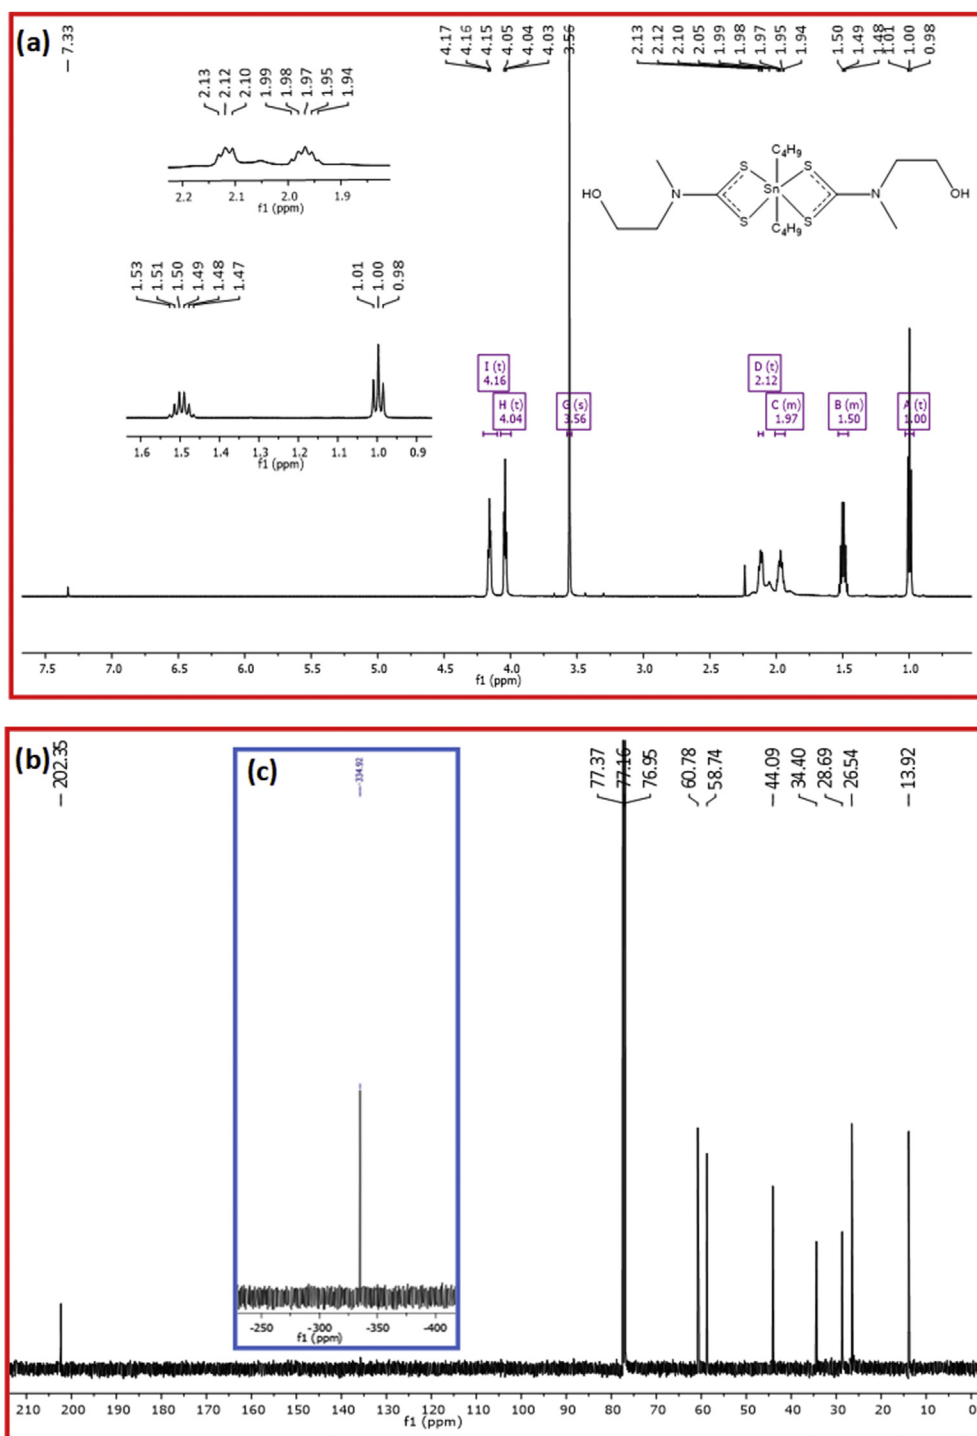 (a)
7.33
4.17
4.16
4.15
4.05
4.04
4.03
3.56
2.13
2.12
2.10
2.05
1.99
1.98
1.97
1.95
1.94
1.50
1.49
1.48
1.01
1.00
0.98
2.13
2.12
2.10
1.99
1.98
1.97
1.95
1.94
2.2 2.1 2.0 1.9
f1 (ppm)
C₄H₉
S S
HO N Sn N OH
S S
C₄H₉
1.53
1.51
1.50
1.49
1.48
1.47
1.01
1.00
0.98
1.6 1.5 1.4 1.3 1.2 1.1 1.0 0.9
f1 (ppm)
I (t)
4.16
H (t)
4.04
G (s)
3.56
D (t)
2.12
C (m)
1.97
B (m)
1.50
A (t)
1.00
7.5 7.0 6.5 6.0 5.5 5.0 4.5 4.0 3.5 3.0 2.5 2.0 1.5 1.0
f1 (ppm)
(b)
202.35
(c)
-334.92
-250 -300 -350 -400
f1 (ppm)
77.37
77.16
76.95
60.78
58.74
44.09
34.40
28.69
26.54
13.92
210 200 190 180 170 160 150 140 130 120 110 100 90 80 70 60 50 40 30 20 10 0
f1 (ppm)